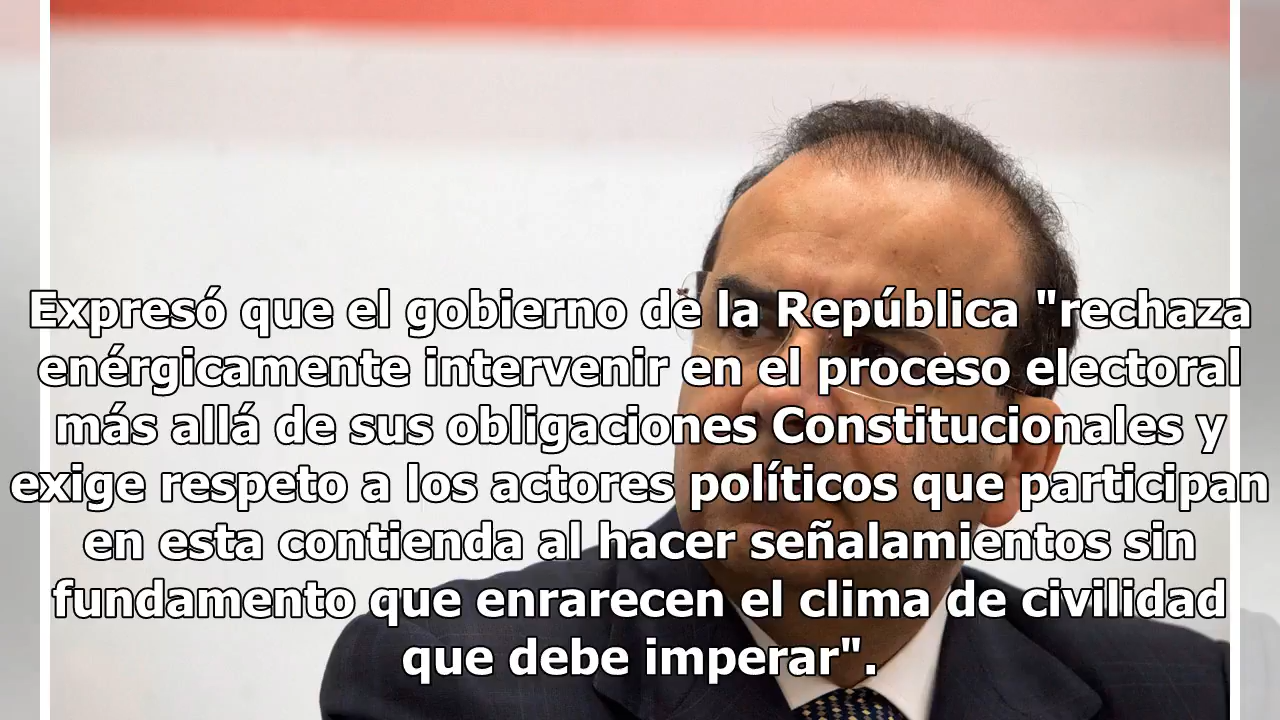 Expresó que el gobierno de la República "rechaza
enérgicamente intervenir en el proceso electoral
más allá de sus obligaciones Constitucionales y
exige respeto a los actores políticos que participan
en esta contienda al hacer señalamientos sin
fundamento que enrarecen el clima de civilidad
que debe imperar".